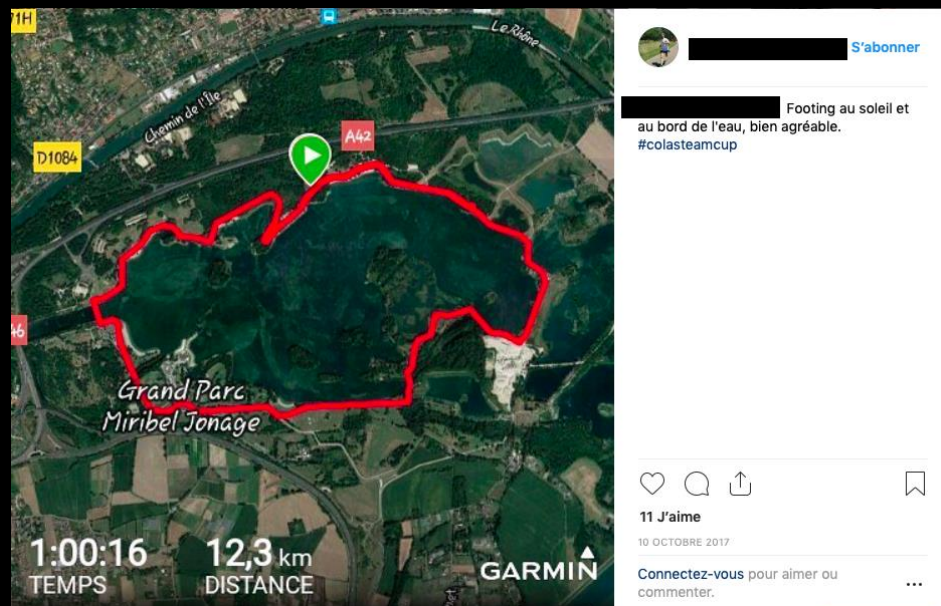 71H
Le Rhône
Chemin de l'Île
A42
D1084
46
Grand Parc
Miribel Jonage
1:00:16
TEMPS
12,3 km
DISTANCE
GARMIN
S'abonner
Footing au soleil et
au bord de l'eau, bien agréable.
#colasteamcup
11 J'aime
10 OCTOBRE 2017
Connectez-vous pour aimer ou
commenter.